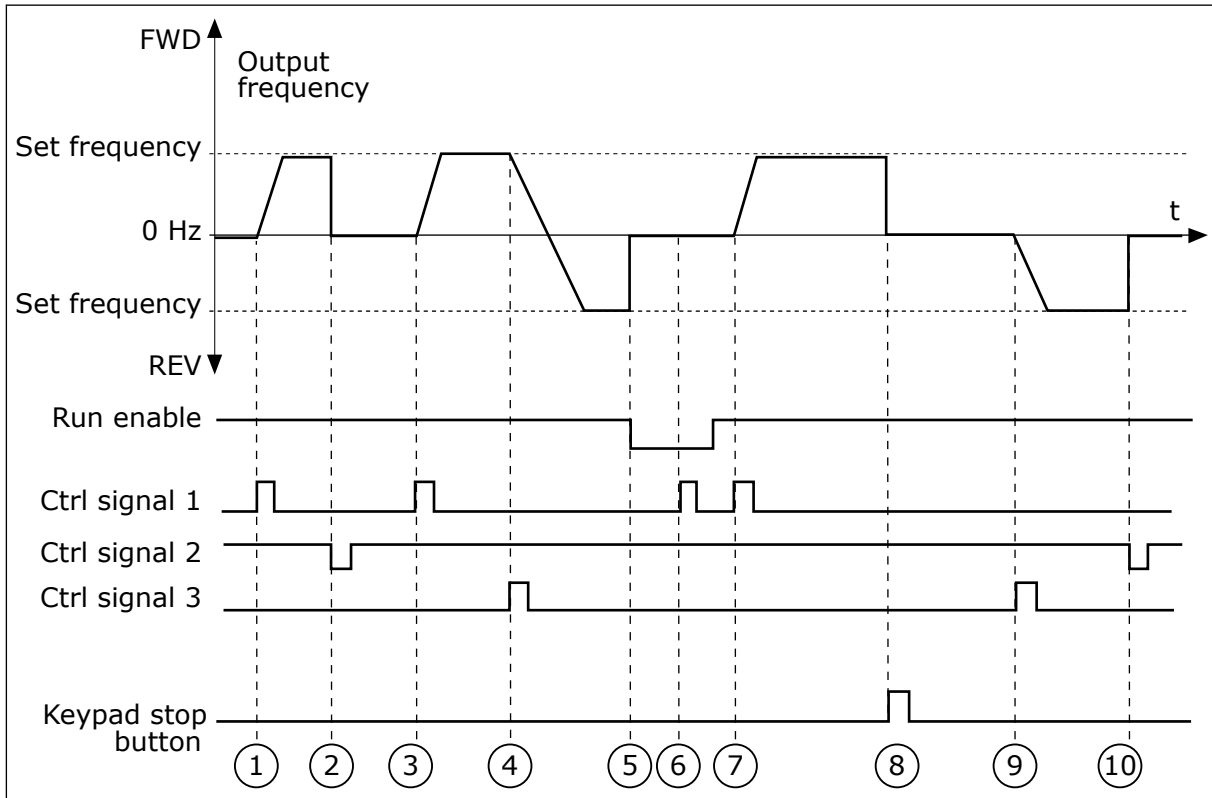 FWD
Output
frequency
Set frequency
t
0 Hz
Set frequency
REV
Run enable
Ctrl signal 1
Ctrl signal 2
Ctrl signal 3
Keypad stop
button
1 2 3 4 5 6 7 8 9 10